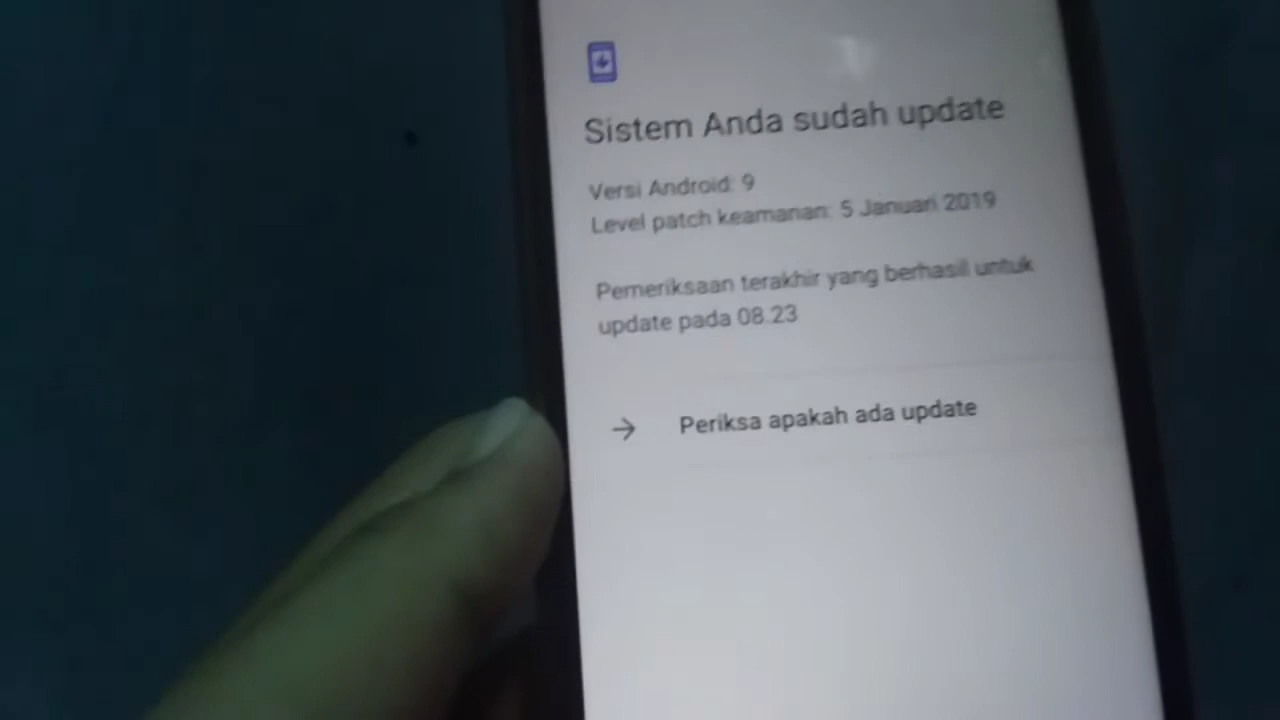 Sistem Anda sudah update
Versi Android: 9
Level patch keamanan: 5 Januari 2019
Pemeriksaan terakhir yang berhasil untuk
update pada 08.23
Periksa apakah ada update